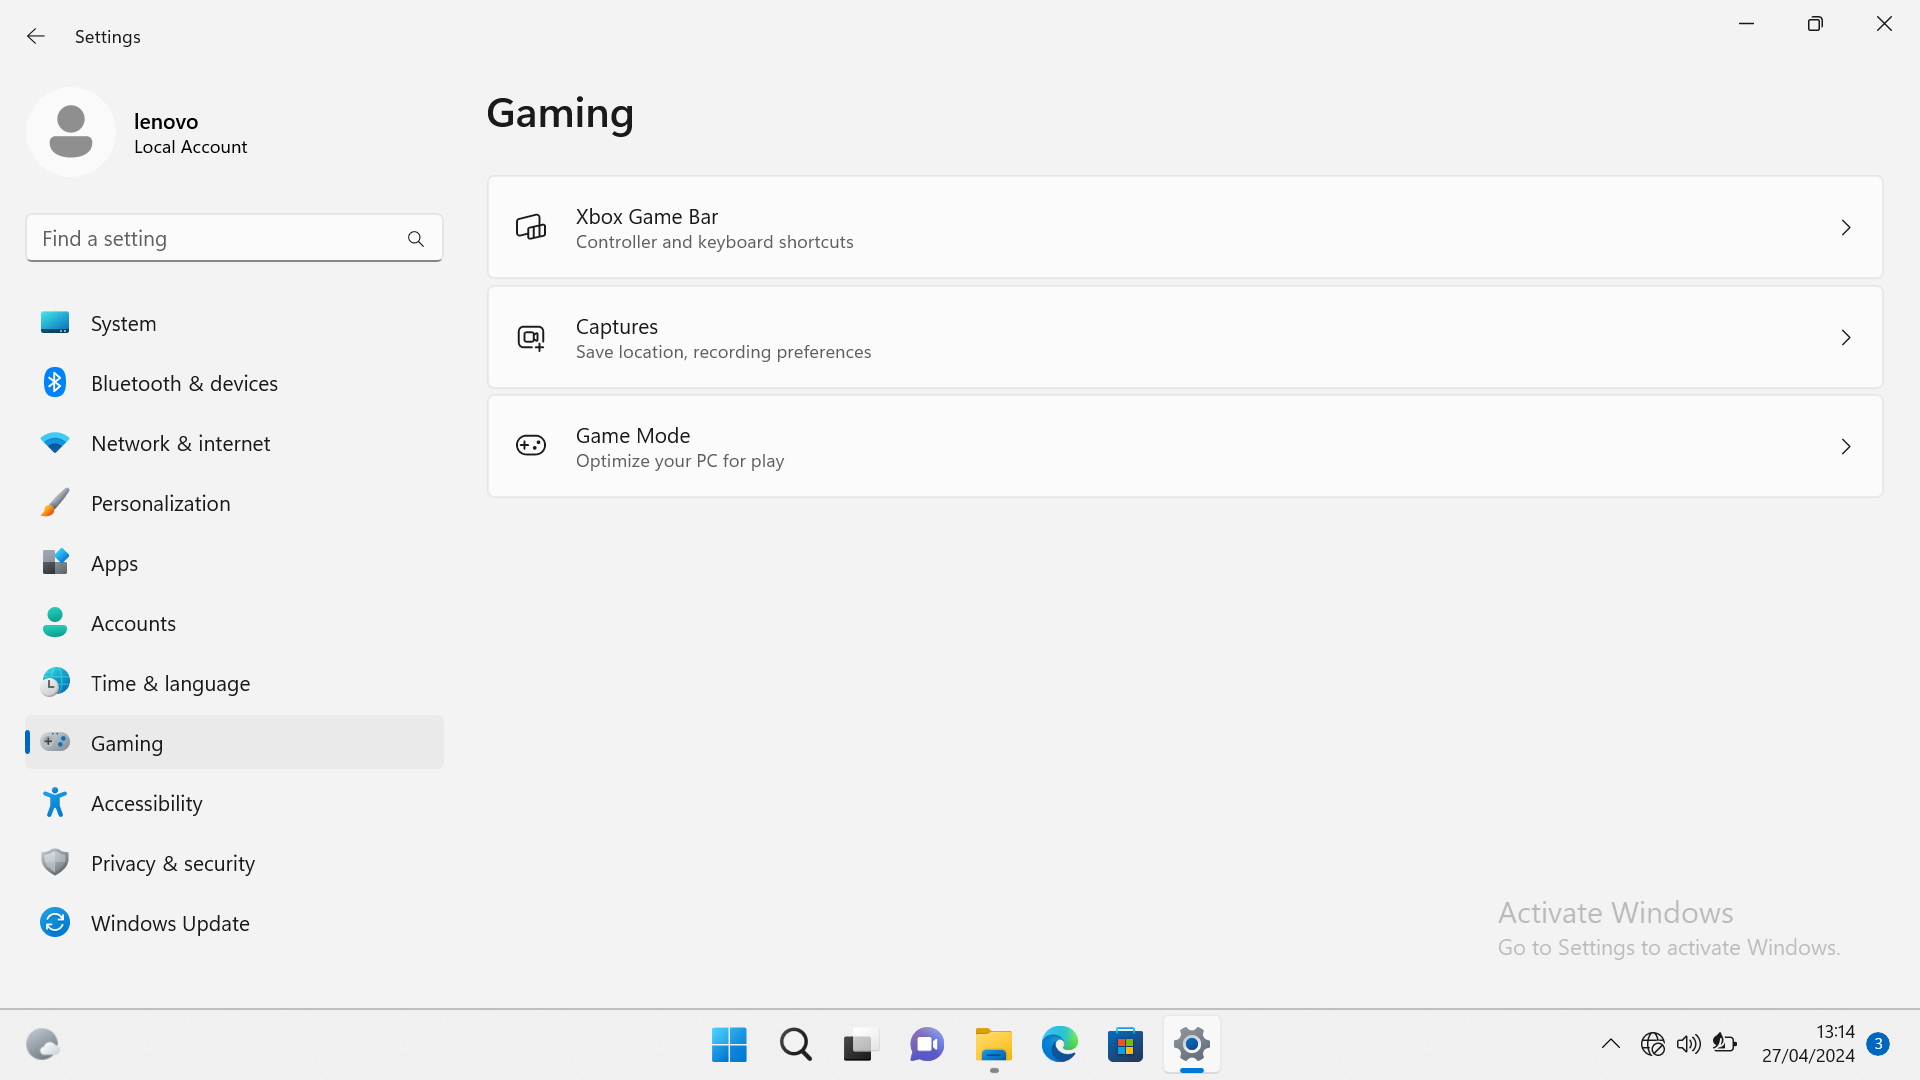 Settings
lenovo
Local Account
Find a setting
System
Bluetooth & devices
Network & internet
Personalization
Apps
Accounts
Time & language
Gaming
Accessibility
Privacy & security
Windows Update
Gaming
Xbox Game Bar
Controller and keyboard shortcuts
Captures
Save location, recording preferences
Game Mode
Optimize your PC for play
Activate Windows
Go to Settings to activate Windows.
13:14
27/04/2024
3